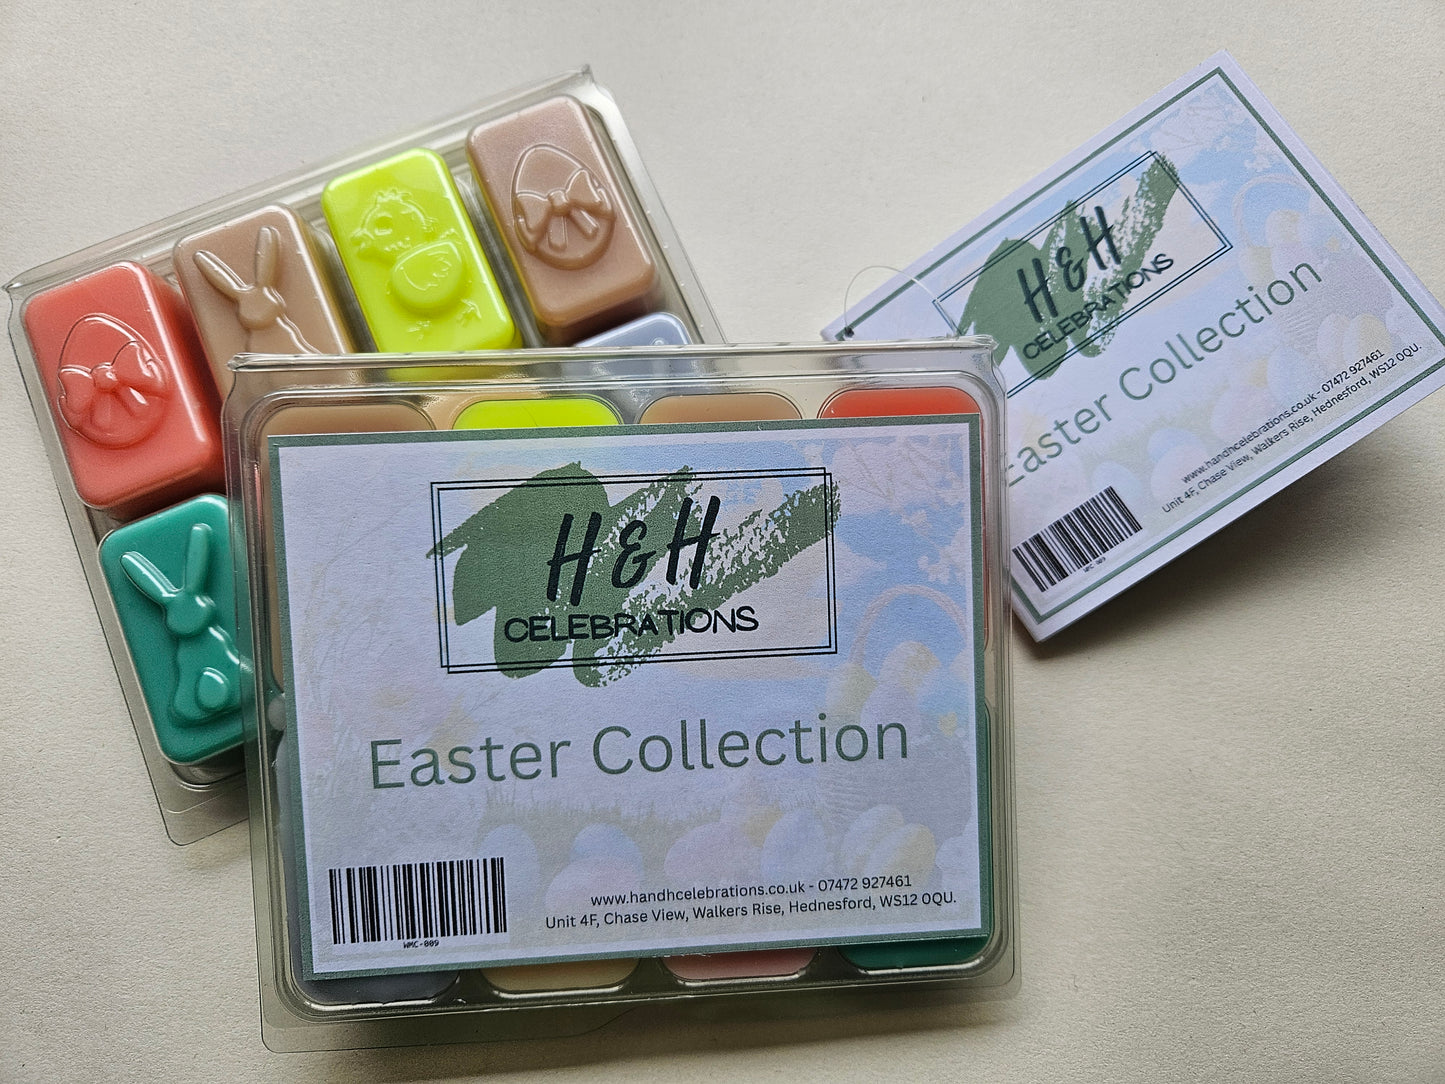 H & H
CELEBRATIONS
Easter Collection
www.handhcelebrations.co.uk - 07472 927461
Unit 4F, Chase View, Walkers Rise, Hednesford, WS12 0QU.
WMC-009
H & H
CELEBRATIONS
Easter Collection
www.handhcelebrations.co.uk - 07472 927461
Unit 4F, Chase View, Walkers Rise, Hednesford, WS12 0QU.
WMC-009